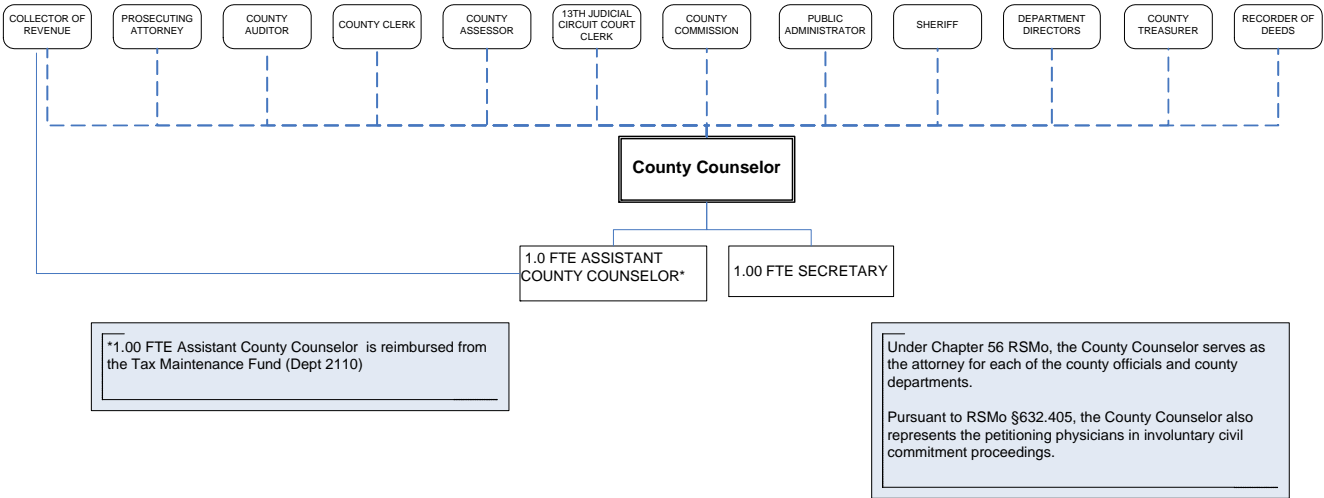 COLLECTOR OF
REVENUE
PROSECUTING
ATTORNEY
COUNTY
AUDITOR
COUNTY CLERK
COUNTY
ASSESSOR
13TH JUDICIAL
CIRCUIT COURT
CLERK
COUNTY
COMMISSION
PUBLIC
ADMINISTRATOR
SHERIFF
DEPARTMENT
DIRECTORS
COUNTY
TREASURER
RECORDER OF
DEEDS
County Counselor
1.0 FTE ASSISTANT
COUNTY COUNSELOR*
1.00 FTE SECRETARY
*1.00 FTE Assistant County Counselor is reimbursed from
the Tax Maintenance Fund (Dept 2110)
Under Chapter 56 RSMo, the County Counselor serves as
the attorney for each of the county officials and county
departments.
Pursuant to RSMo §632.405, the County Counselor also
represents the petitioning physicians in involuntary civil
commitment proceedings.